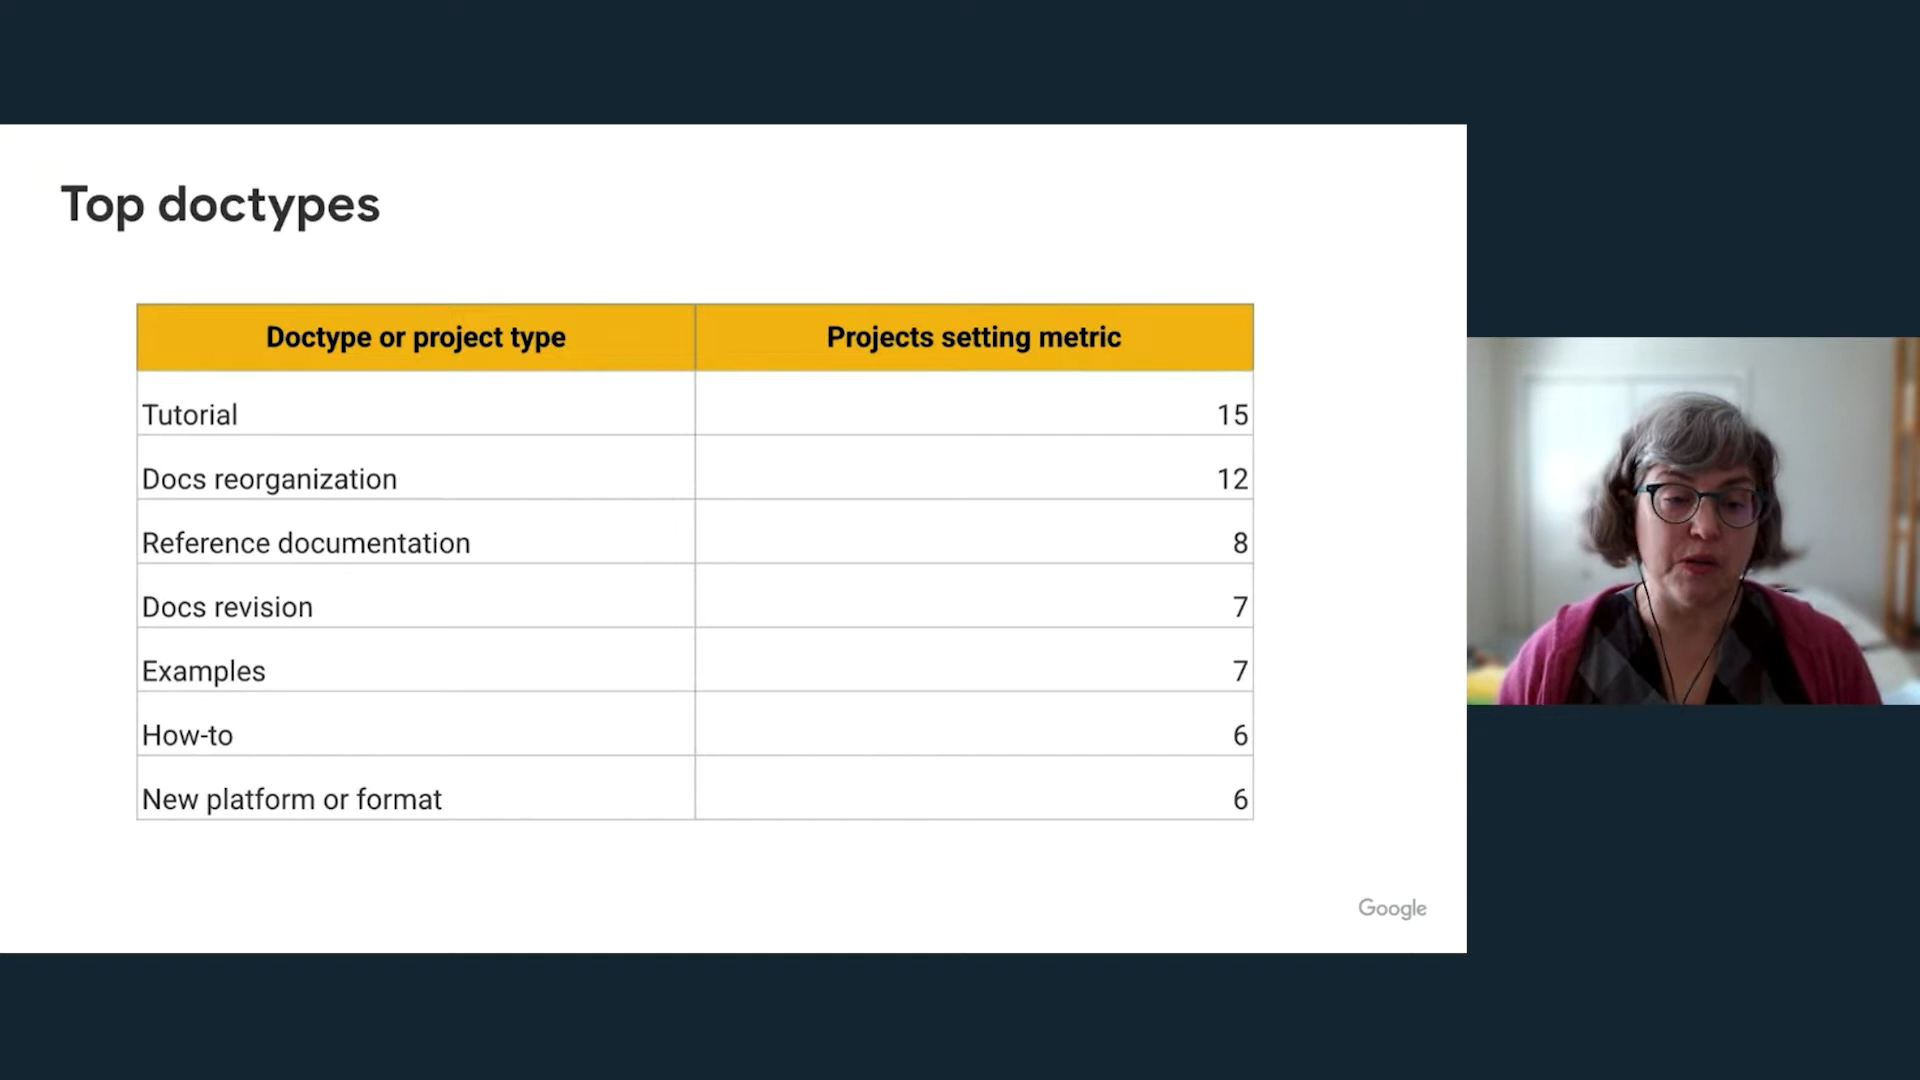 Top doctypes
Doctype or project type Projects setting metric
Tutorial 15
Docs reorganization 12
Reference documentation 8
Docs revision 7
Examples 7
How-to 6
New platform or format 6
Google